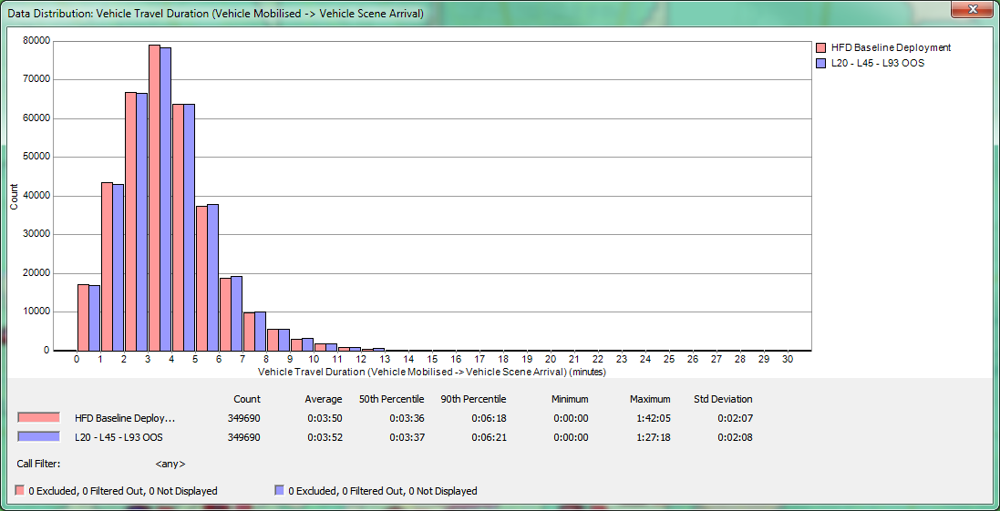 Data Distribution: Vehicle Travel Duration (Vehicle Mobilised -> Vehicle Scene Arrival)
x
80000
70000
60000
50000
40000
30000
20000
10000
0
Count
HFD Baseline Deployment
L20 - L45 - L93 OOS
0 1 2 3 4 5 6 7 8 9 10 11 12 13 14 15 16 17 18 19 20 21 22 23 24 25 26 27 28 29 30
Vehicle Travel Duration (Vehicle Mobilised -> Vehicle Scene Arrival) (minutes)
Count Average 50th Percentile 90th Percentile Minimum Maximum Std Deviation
HFD Baseline Deploy... 349690 0:03:50 0:03:36 0:06:18 0:00:00 1:42:05 0:02:07
L20 - L45 - L93 OOS 349690 0:03:52 0:03:37 0:06:21 0:00:00 1:27:18 0:02:08
Call Filter: <any>
0 Excluded, 0 Filtered Out, 0 Not Displayed 0 Excluded, 0 Filtered Out, 0 Not Displayed